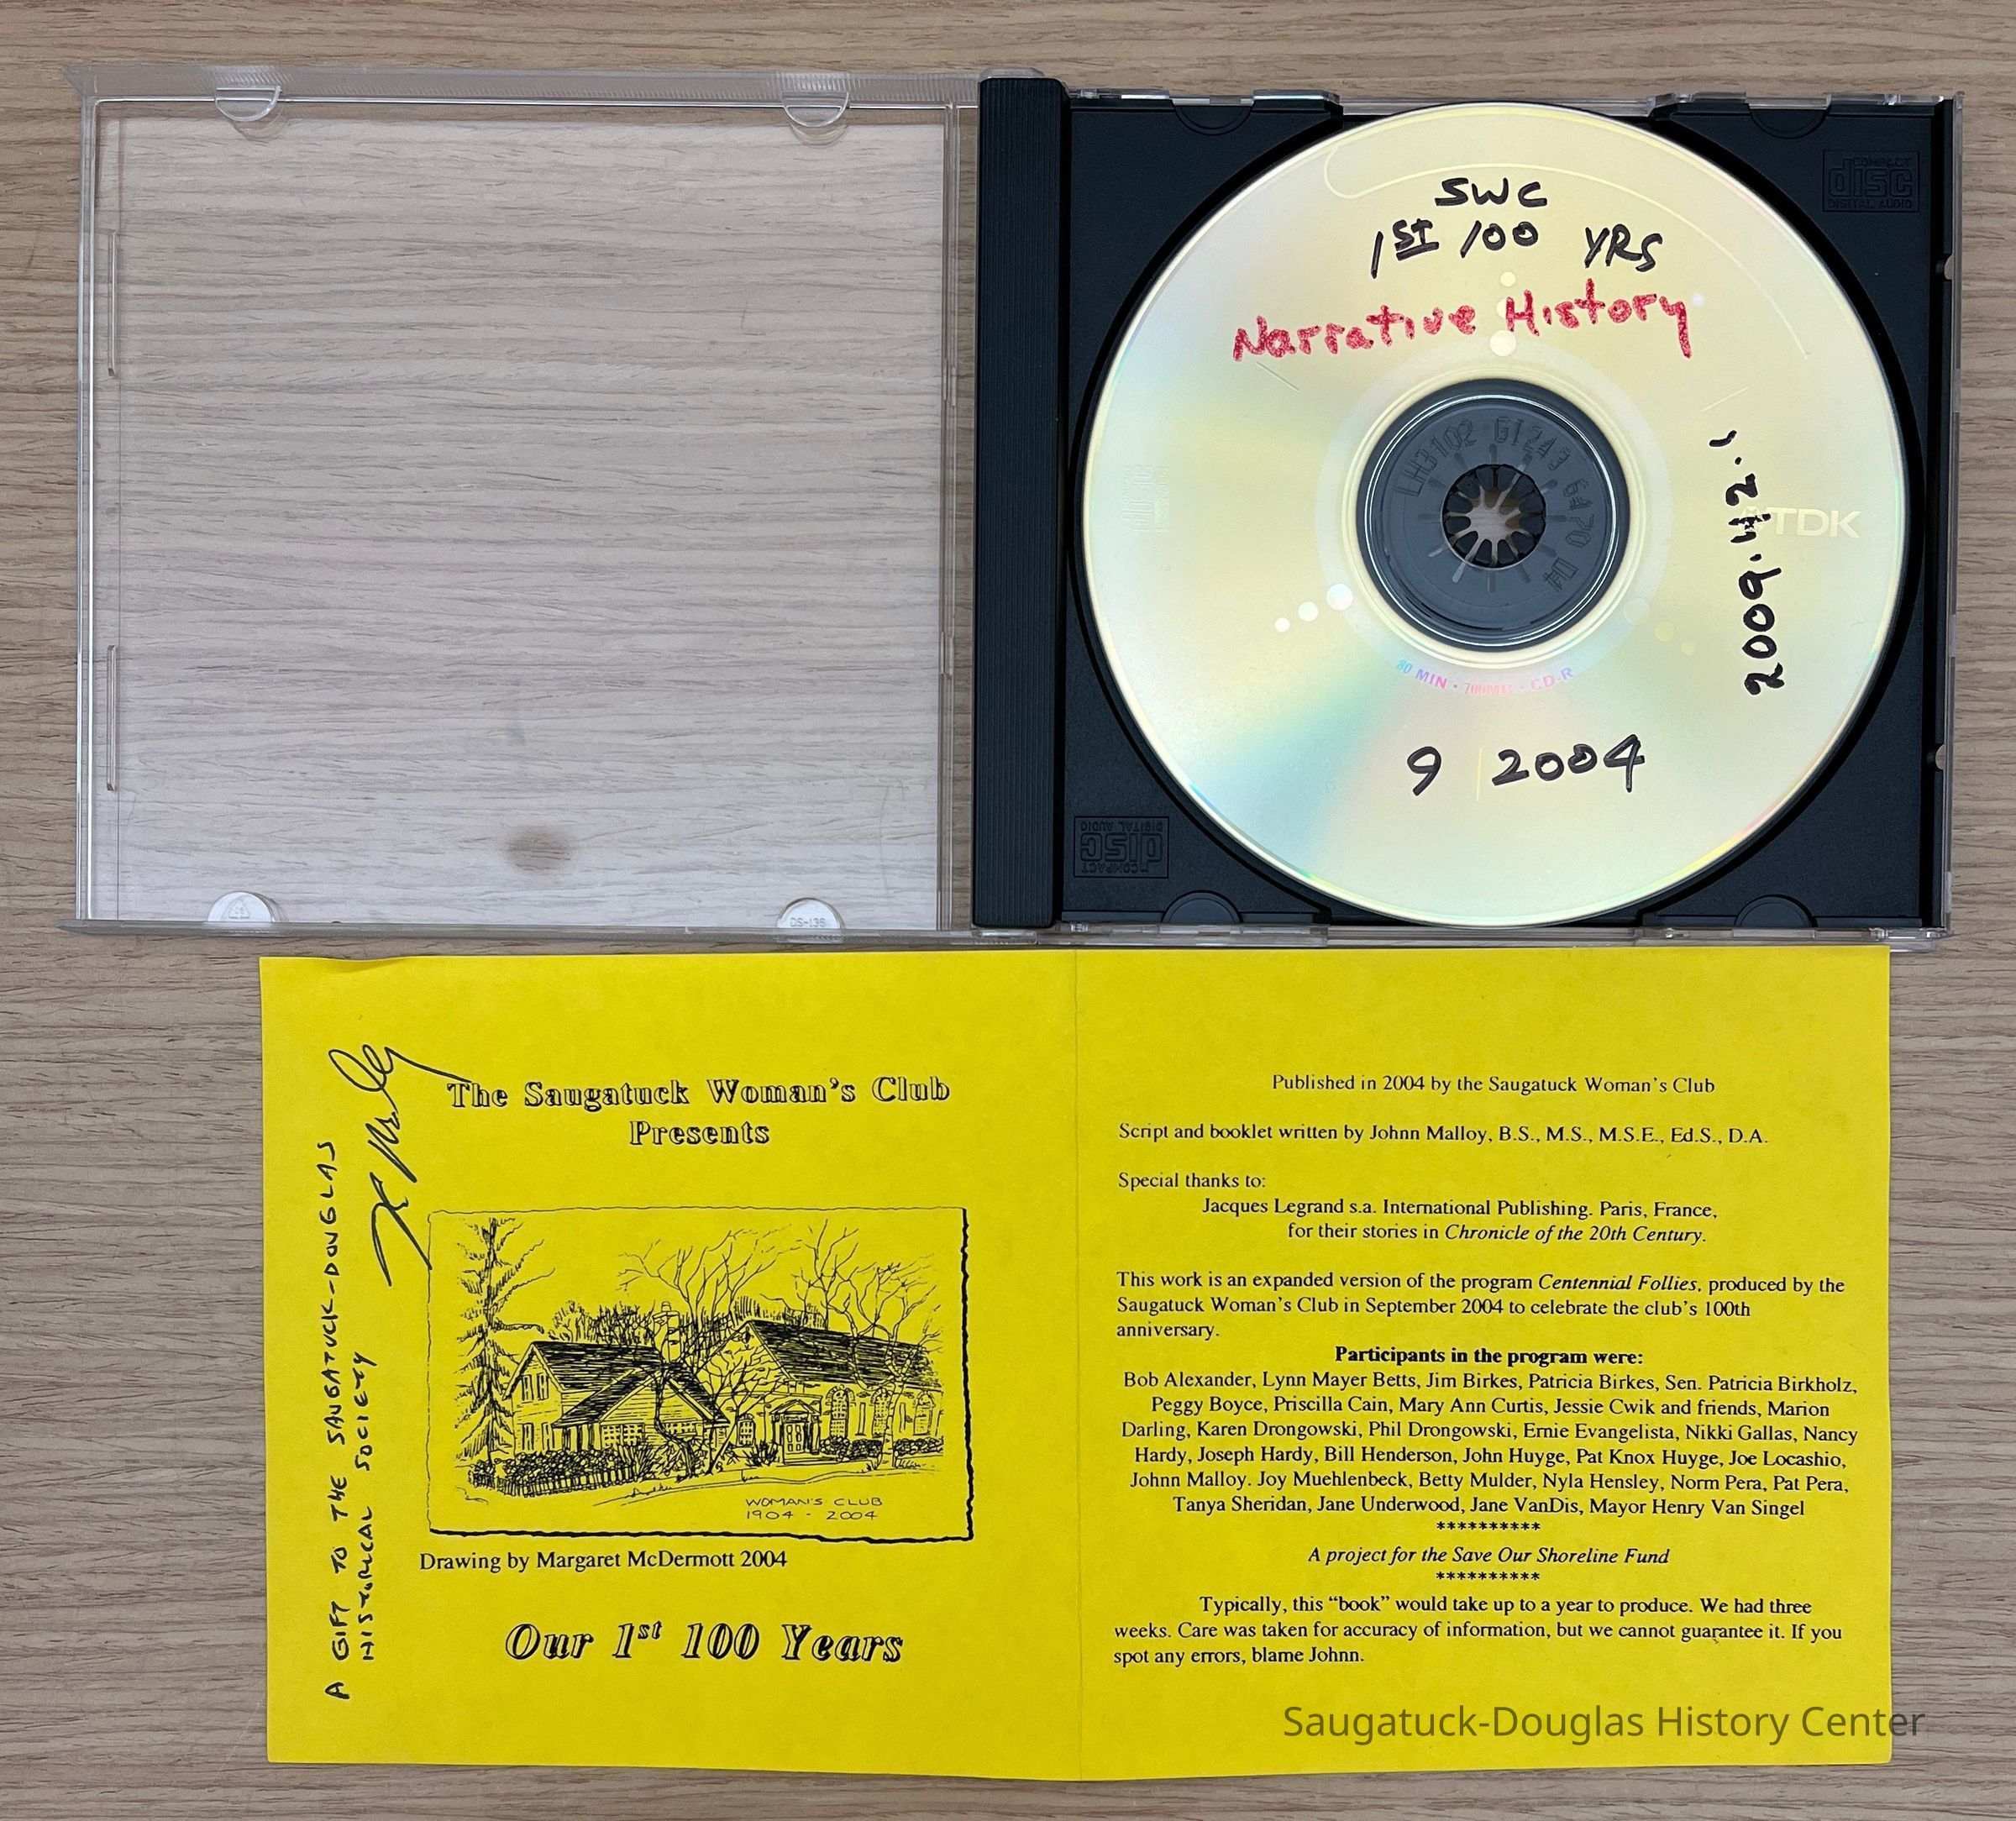 SWC
1ST 100 YRS
Narrative History
2009.42.1
TDK
80 MIN · 700MB · CD-R
9 2004
COMPACT
disc
DIGITAL AUDIO
COMPACT
disc
DIGITAL AUDIO
DS-136
A GIFT TO THE SAUGATUCK-DOUGLAS
HISTORICAL SOCIETY
The Saugatuck Woman's Club
Presents
WOMAN'S CLUB
1904 - 2004
Drawing by Margaret McDermott 2004
Our 1st 100 Years
Published in 2004 by the Saugatuck Woman's Club
Script and booklet written by Johnn Malloy, B.S., M.S., M.S.E., Ed.S., D.A.
Special thanks to:
Jacques Legrand s.a. International Publishing. Paris, France,
for their stories in Chronicle of the 20th Century.
This work is an expanded version of the program Centennial Follies, produced by the
Saugatuck Woman's Club in September 2004 to celebrate the club's 100th
anniversary.
Participants in the program were:
Bob Alexander, Lynn Mayer Betts, Jim Birkes, Patricia Birkes, Sen. Patricia Birkholz,
Peggy Boyce, Priscilla Cain, Mary Ann Curtis, Jessie Cwik and friends, Marion
Darling, Karen Drongowski, Phil Drongowski, Ernie Evangelista, Nikki Gallas, Nancy
Hardy, Joseph Hardy, Bill Henderson, John Huyge, Pat Knox Huyge, Joe Locashio,
Johnn Malloy. Joy Muehlenbeck, Betty Mulder, Nyla Hensley, Norm Pera, Pat Pera,
Tanya Sheridan, Jane Underwood, Jane VanDis, Mayor Henry Van Singel
**********
A project for the Save Our Shoreline Fund
**********
Typically, this "book" would take up to a year to produce. We had three
weeks. Care was taken for accuracy of information, but we cannot guarantee it. If you
spot any errors, blame Johnn.
Saugatuck-Douglas History Center